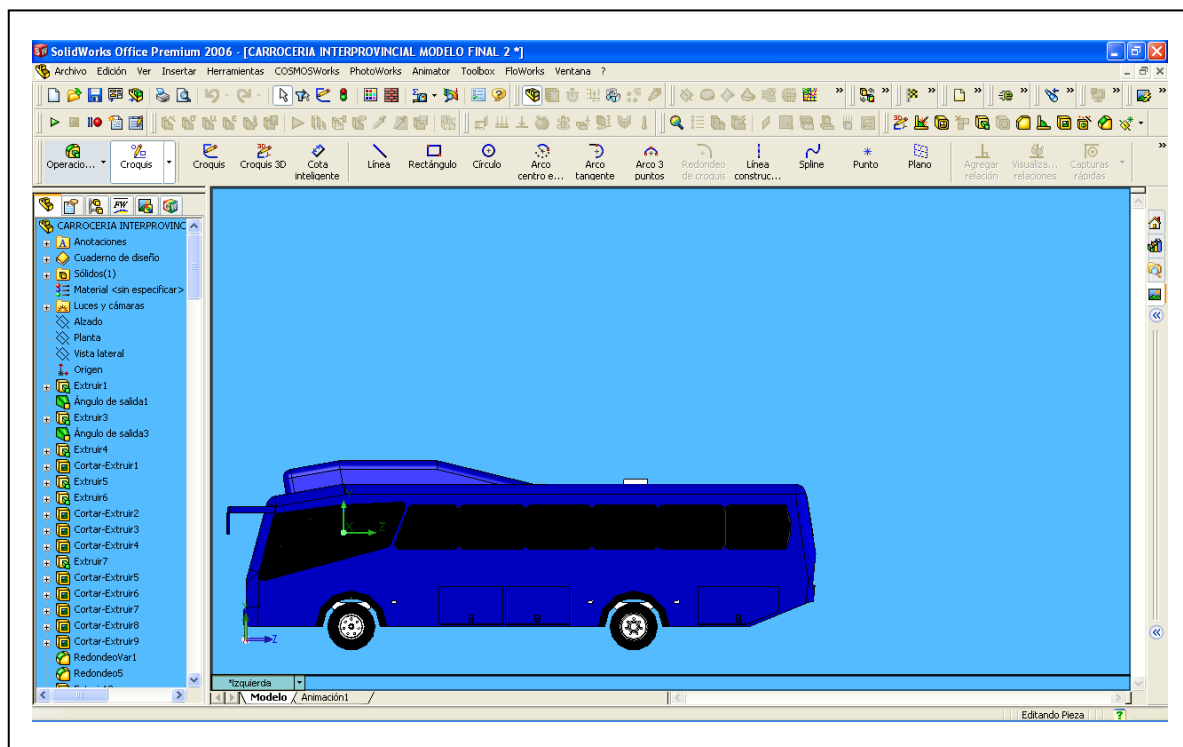 SolidWorks Office Premium 2006 - [CARROCERIA INTERPROVINCIAL MODELO FINAL 2 *]
Archivo Edición Ver Insertar Herramientas COSMOSWorks PhotoWorks Animator Toolbox FloWorks Ventana ?
Operacio... Croquis Croquis Croquis 3D Cota inteligente Línea Rectángulo Círculo Arco centro e... Arco tangente Arco 3 puntos Redondeo de croquis Línea construc... Spline Punto Plano Agregar relación Visualiza... relaciones Capturas rápidas
CARROCERIA INTERPROVINC
Anotaciones
Cuaderno de diseño
Sólidos(1)
Material <sin especificar>
Luces y cámaras
Alzado
Planta
Vista lateral
Origen
Extruir1
Ángulo de salida1
Extruir3
Ángulo de salida3
Extruir4
Cortar-Extruir1
Extruir5
Extruir6
Cortar-Extruir2
Cortar-Extruir3
Cortar-Extruir4
Extruir7
Cortar-Extruir5
Cortar-Extruir6
Cortar-Extruir7
Cortar-Extruir8
Cortar-Extruir9
RedondeoVar1
Redondeo5
X Z
Z
*Izquierda
Modelo Animación1
Editando Pieza